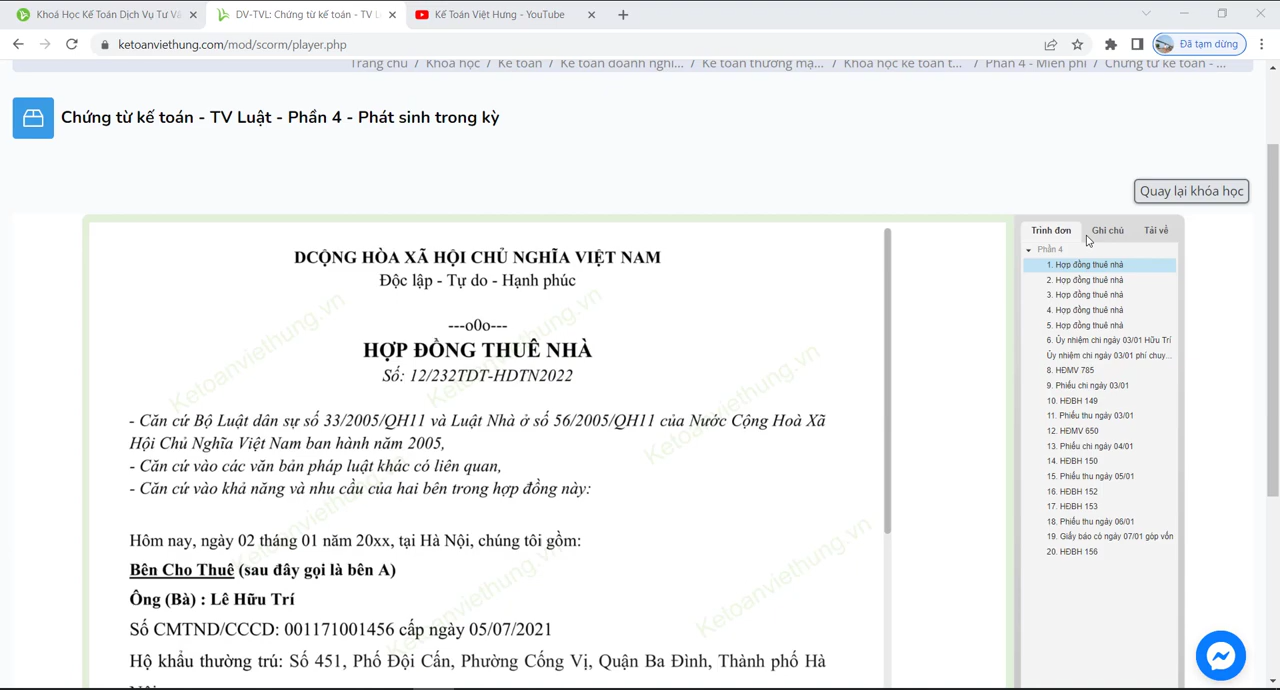 Khoá Học Kế Toán Dịch Vụ Tư Vấ
DV-TVL: Chứng từ kế toán - TV L
Kế Toán Việt Hưng - YouTube
ketoanviethung.com/mod/scorm/player.php
Đã tạm dừng
Trang chủ / Khoá học / Kế toán / Kế toán doanh nghi... / Kế toán thương mạ... / Khoá học kế toán t... / Phần 4 - Miễn phí / Chứng từ kế toán - ...
Chứng từ kế toán - TV Luật - Phần 4 - Phát sinh trong kỳ
Quay lại khóa học
DCỘNG HÒA XÃ HỘI CHỦ NGHĨA VIỆT NAM
Độc lập - Tự do - Hạnh phúc
---o0o---
HỢP ĐỒNG THUÊ NHÀ
Số: 12/232TDT-HDTN2022
- Căn cứ Bộ Luật dân sự số 33/2005/QH11 và Luật Nhà ở số 56/2005/QH11 của Nước Cộng Hoà Xã
Hội Chủ Nghĩa Việt Nam ban hành năm 2005,
- Căn cứ vào các văn bản pháp luật khác có liên quan,
- Căn cứ vào khả năng và nhu cầu của hai bên trong hợp đồng này:
Hôm nay, ngày 02 tháng 01 năm 20xx, tại Hà Nội, chúng tôi gồm:
Bên Cho Thuê (sau đây gọi là bên A)
Ông (Bà) : Lê Hữu Trí
Số CMTND/CCCD: 001171001456 cấp ngày 05/07/2021
Hộ khẩu thường trú: Số 451, Phố Đội Cấn, Phường Cống Vị, Quận Ba Đình, Thành phố Hà
Ketoanviethung.vn
Ketoanviethung.vn
Ketoanviethung.vn
Ketoanviethung.vn
Ketoanviethung.vn
Ketoanviethung.vn
Trình đơn
Ghi chú
Tải về
Phần 4
1. Hợp đồng thuê nhà
2. Hợp đồng thuê nhà
3. Hợp đồng thuê nhà
4. Hợp đồng thuê nhà
5. Hợp đồng thuê nhà
6. Ủy nhiệm chi ngày 03/01 Hữu Trí
Ủy nhiệm chi ngày 03/01 phí chuy...
8. HĐMV 785
9. Phiếu chi ngày 03/01
10. HĐBH 149
11. Phiếu thu ngày 03/01
12. HĐMV 650
13. Phiếu chi ngày 04/01
14. HĐBH 150
15. Phiếu thu ngày 05/01
16. HĐBH 152
17. HĐBH 153
18. Phiếu thu ngày 06/01
19. Giấy báo có ngày 07/01 góp vốn
20. HĐBH 156